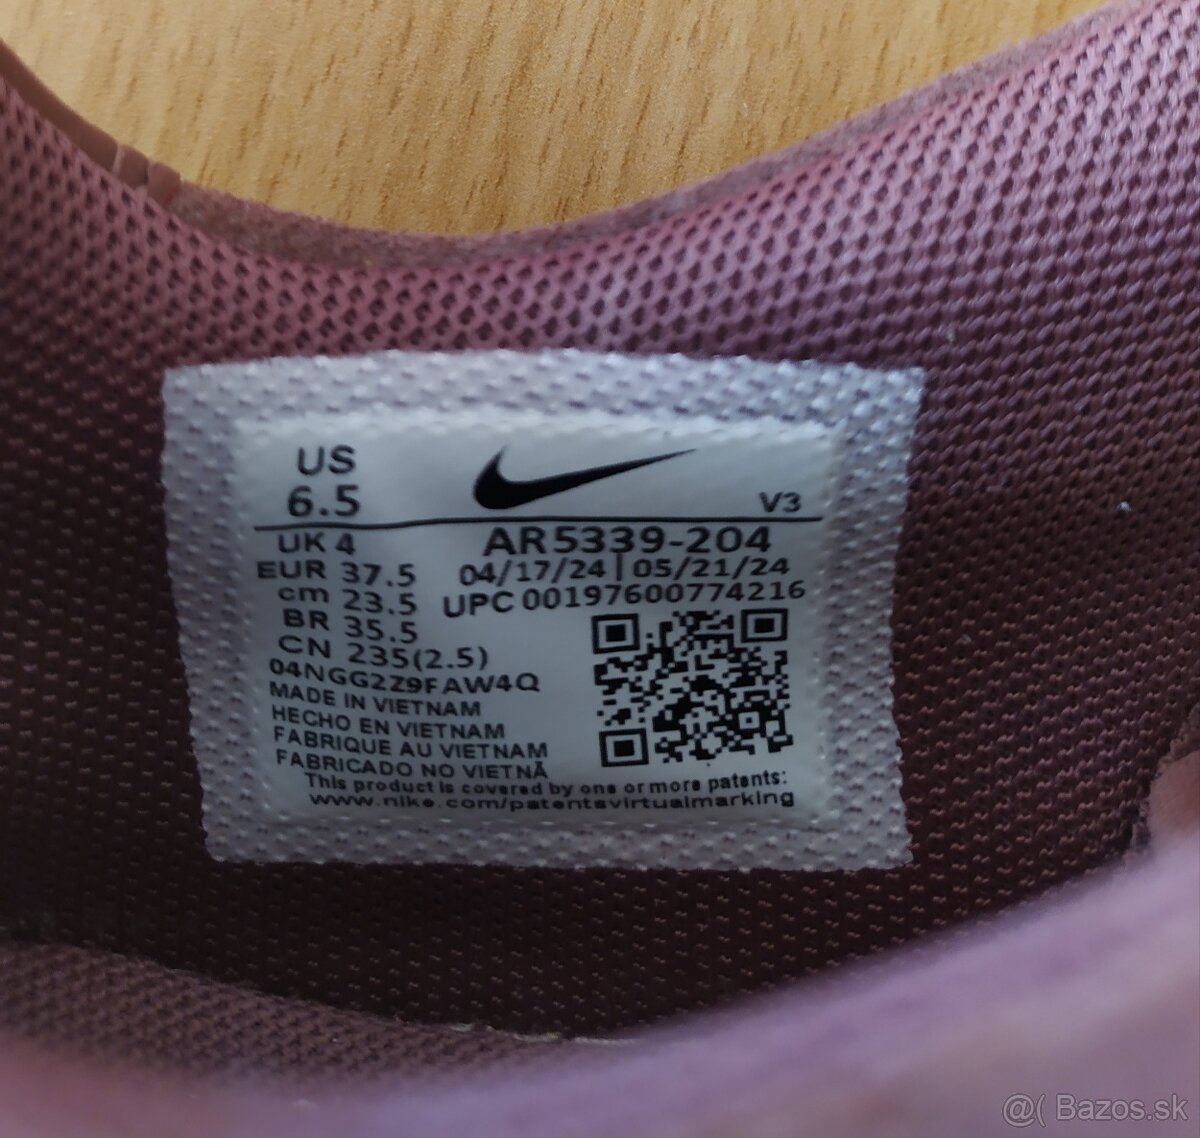 US
6.5
V3
UK 4
AR5339-204
EUR 37.5
04/17/24 | 05/21/24
cm 23.5
UPC 00197600774216
BR 35.5
CN 235(2.5)
04NGG2Z9FAW4Q
MADE IN VIETNAM
HECHO EN VIETNAM
FABRIQUE AU VIETNAM
FABRICADO NO VIETNÃ
This product is covered by one or more patents:
www.nike.com/patentsvirtualmarking
@( Bazos.sk